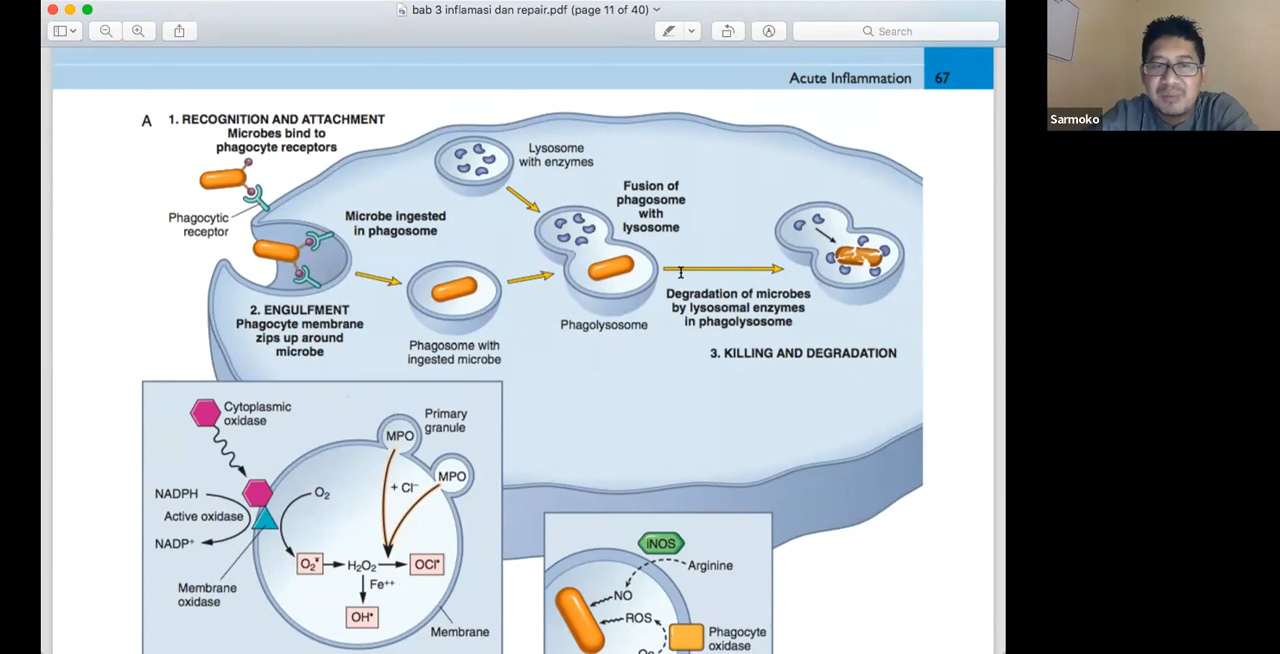 bab 3 inflamasi dan repair.pdf (page 11 of 40)
Search
Sarmoko
Acute Inflammation 67
A 1. RECOGNITION AND ATTACHMENT
Microbes bind to
phagocyte receptors
Phagocytic
receptor
Lysosome
with enzymes
Microbe ingested
in phagosome
Fusion of
phagosome
with
lysosome
2. ENGULFMENT
Phagocyte membrane
zips up around
microbe
Phagosome with
ingested microbe
Phagolysosome
Degradation of microbes
by lysosomal enzymes
in phagolysosome
3. KILLING AND DEGRADATION
Cytoplasmic
oxidase
Primary
granule
MPO
MPO
+ Cl⁻
NADPH
O₂
Active oxidase
NADP⁺
O₂•̄
H₂O₂
OCl•
Fe⁺⁺
OH•
Membrane
oxidase
Membrane
iNOS
Arginine
NO
ROS
Phagocyte
oxidase